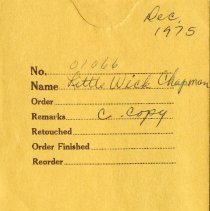 Dec,
1975
No. 01066
Name Little Wick Chapman
Order
Remarks C. Copy
Retouched
Order Finished
Reorder